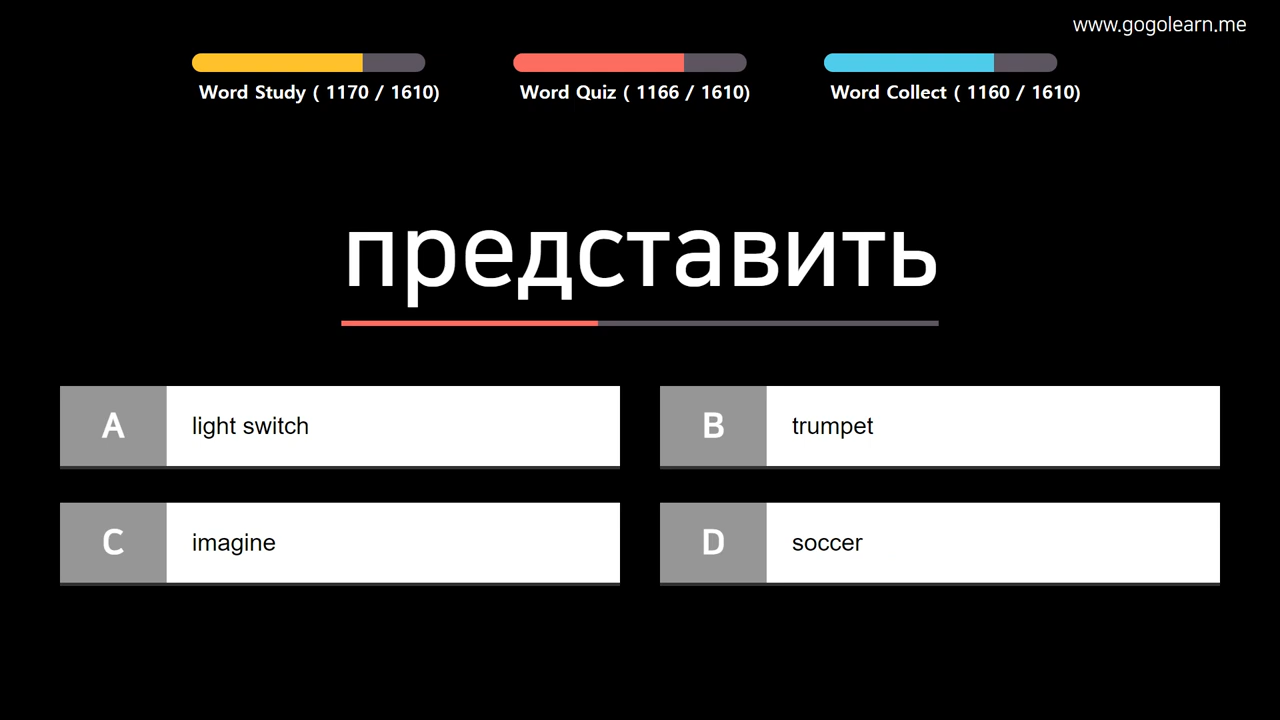 www.gogolearn.me
Word Study ( 1170 / 1610)
Word Quiz ( 1166 / 1610)
Word Collect ( 1160 / 1610)
представить
A light switch
B trumpet
C imagine
D soccer